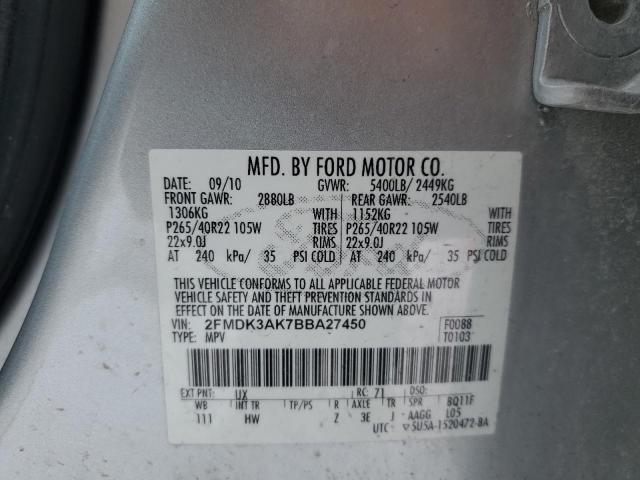 MFD. BY FORD MOTOR CO.
DATE: 09/10 GVWR: 5400LB/ 2449KG
FRONT GAWR: 2880LB REAR GAWR: 2540LB
1306KG WITH 1152KG WITH
P265/40R22 105W TIRES P265/40R22 105W TIRES
22x9.0J RIMS 22x9.0J RIMS
AT 240 kPa/ 35 PSI COLD AT 240 kPa/ 35 PSI COLD
THIS VEHICLE CONFORMS TO ALL APPLICABLE FEDERAL MOTOR
VEHICLE SAFETY AND THEFT PREVENTION STANDARDS IN
EFFECT ON THE DATE OF MANUFACTURE SHOWN ABOVE.
VIN: 2FMDK3AK7BBA27450 F0088
TYPE: MPV T0103
EXT PNT: UX RC: 71 DSO:
WB INT TR TP/PS R AXLE TR SPR BQ11F
111 HW Z 3E J AAGG L05
UTC 5U5A-1520472-BA